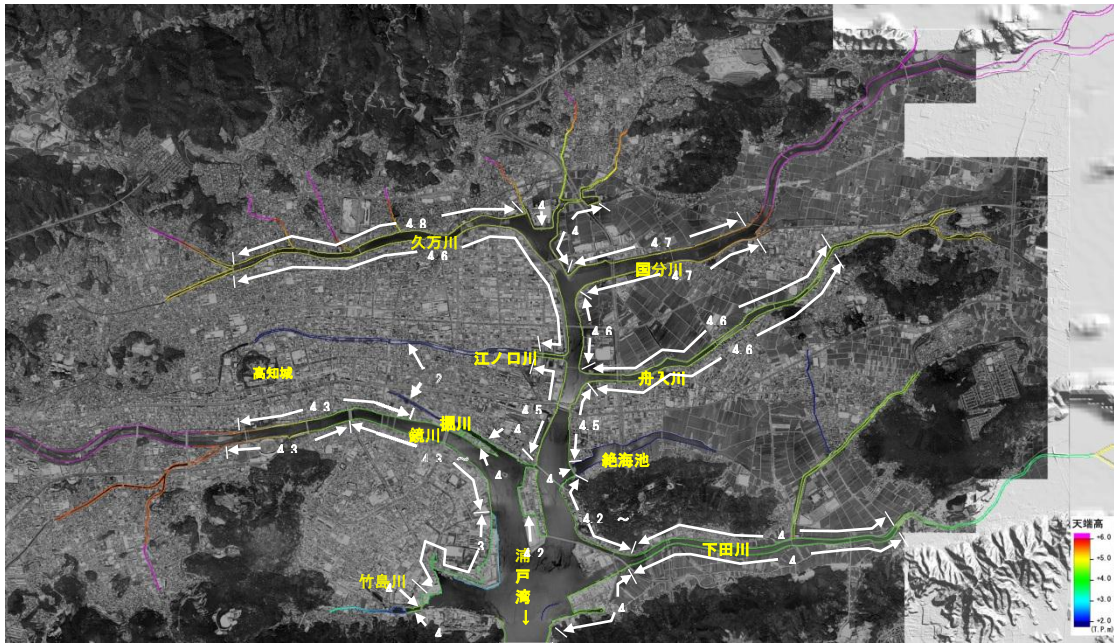 4.8
久万川
4.6
4
4
4.7
国分川
4.7
4.6
4.6
4.6
江ノ口川
舟入川
高知城
2
4.5
4.5
4.3
堀川
鏡川
4
4.3
4.3 ~
4
絶海池
4
4.2 ~
4.2
下田川
4
3
浦戸湾↓
竹島川
4
4
4
天端高
+6.0
+5.0
+4.0
+3.0
+2.0
(T.P.m)